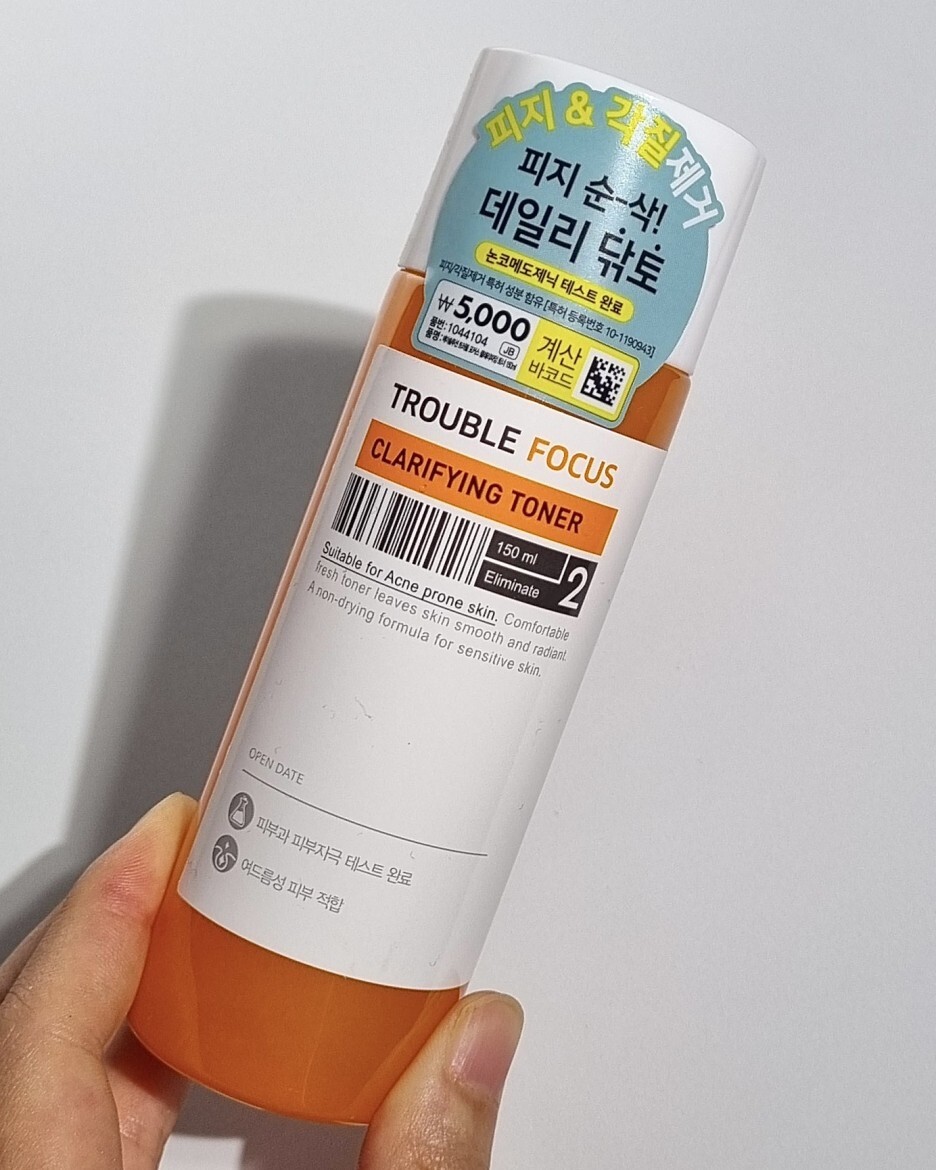 피지 & 각질제거
피지 순-삭!
데일리 닦토
논코메도제닉 테스트 완료
피지/각질제거 특허 성분 함유 [특허 등록번호 10-1190943]
₩5,000
품번:1044104
품명:
JB
계산
바코드
TROUBLE FOCUS
CLARIFYING TONER
150 ml
Eliminate
2
Suitable for Acne prone skin. Comfortable
fresh toner leaves skin smooth and radiant.
A non-drying formula for sensitive skin.
OPEN DATE
피부과 피부자극 테스트 완료
여드름성 피부 적합